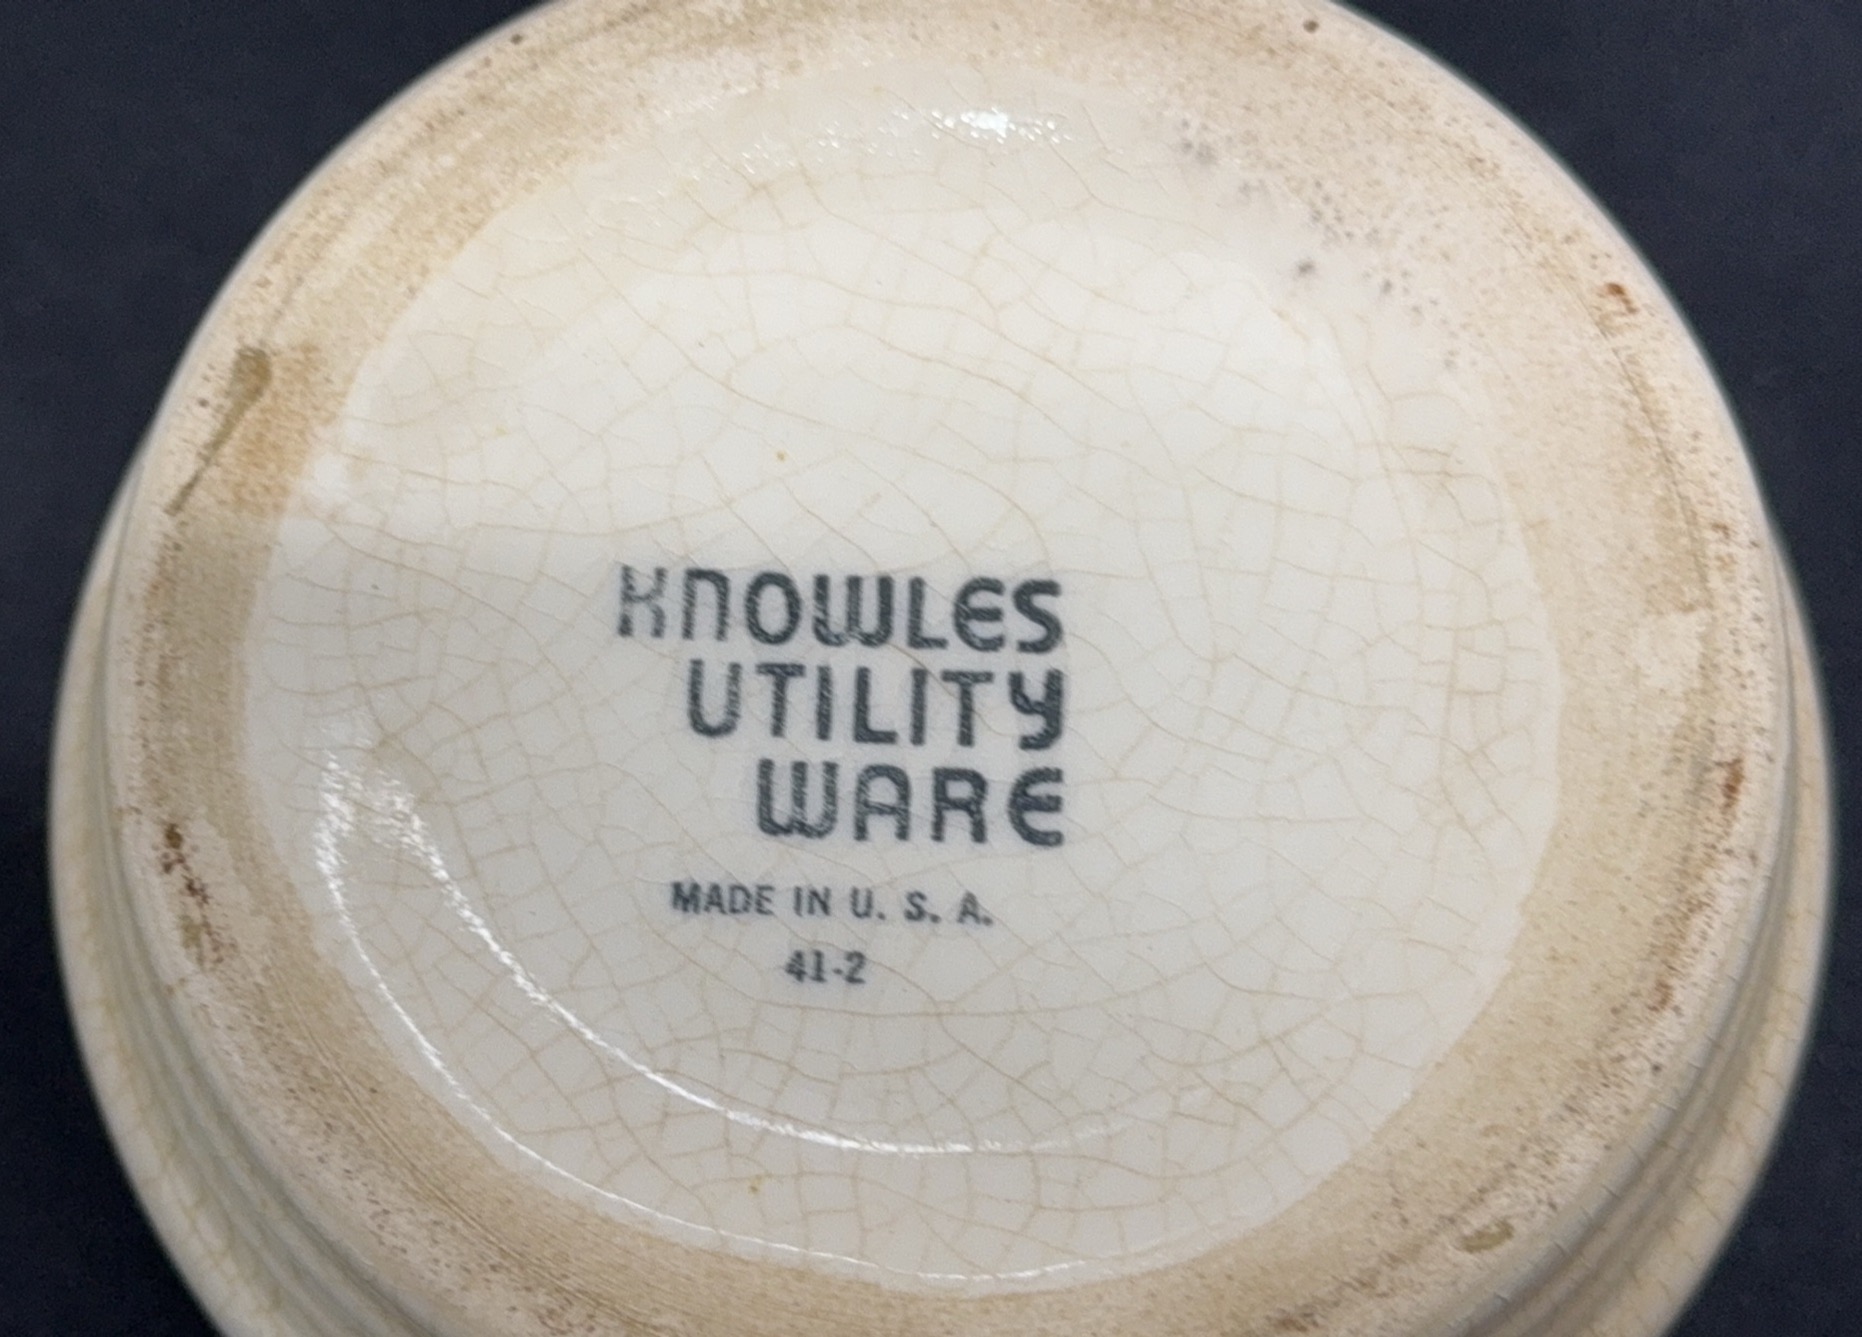 KNOWLES
UTILITY
WARE
MADE IN U. S. A.
41-2